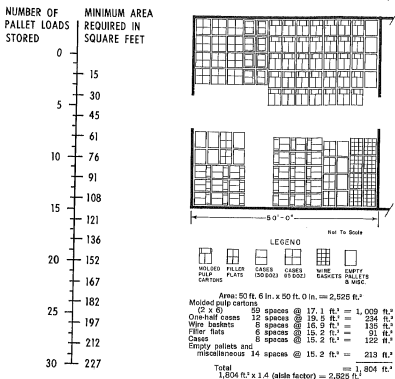 NUMBER OF
PALLET LOADS
STORED
MINIMUM AREA
REQUIRED IN
SQUARE FEET
0
15
30
5
45
61
10
76
91
108
15
121
136
20
152
167
182
25
197
212
30
227
50'-0"
Not To Scale
LEGEND
MOLDED
PULP
CARTONS
FILLER
FLATS
CASES
(30 DOZ)
CASES
(15 DOZ)
WIRE
BASKETS
EMPTY
PALLETS
& MISC.
Area: 50 ft. 6 in. x 50 ft. 0 in. = 2,525 ft.²
Molded pulp cartons
(2 x 6) 59 spaces @ 17.1 ft.² = 1,009 ft.²
One-half cases 12 spaces @ 19.5 ft.² = 234 ft.²
Wire baskets 8 spaces @ 16.9 ft.² = 135 ft.²
Filler flats 6 spaces @ 15.2 ft.² = 91 ft.²
Cases 8 spaces @ 15.2 ft.² = 122 ft.²
Empty pallets and
miscellaneous 14 spaces @ 15.2 ft.² = 213 ft.²
Total = 1,804 ft.²
1,804 ft.² x 1.4 (aisle factor) = 2,525 ft.²